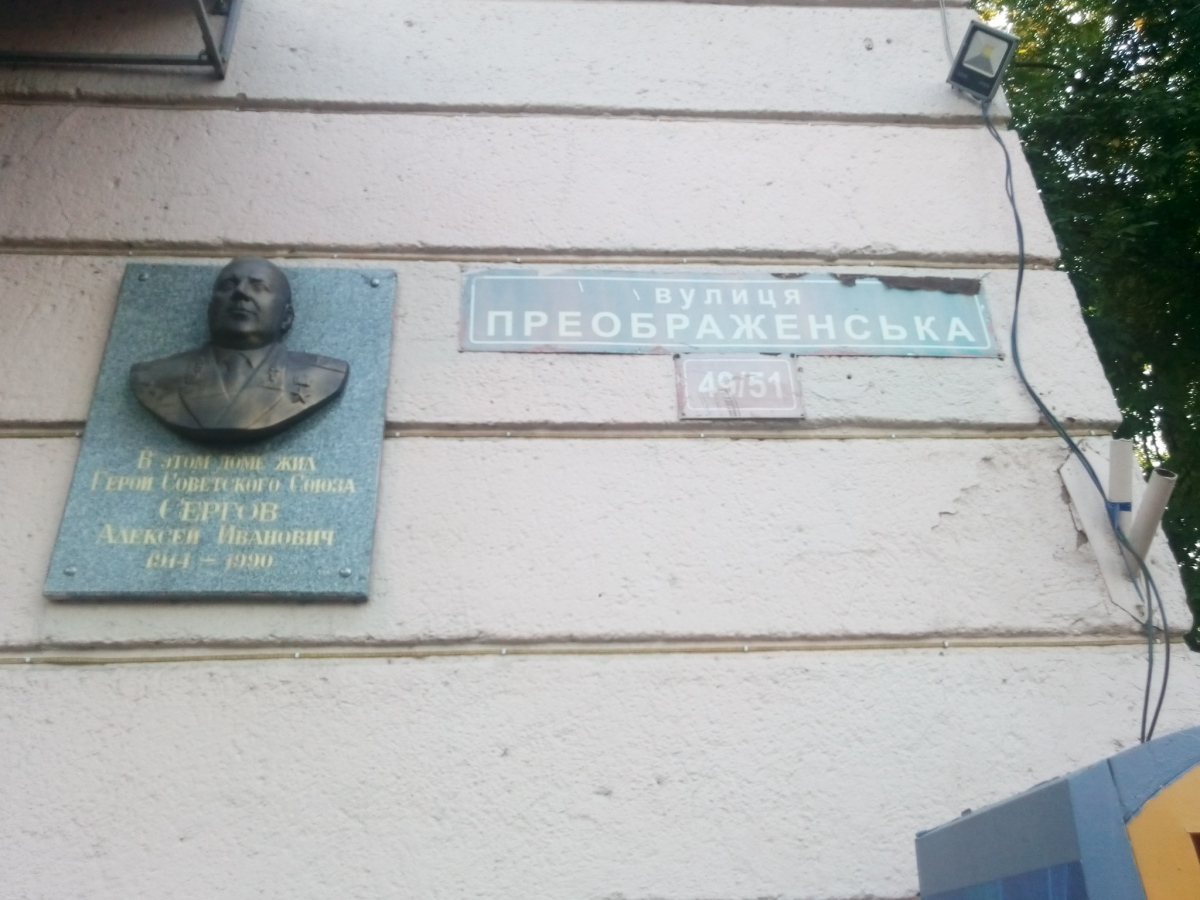 В этом доме жил
Герой Советского Союза
Сергов
Алексей Иванович
1914 – 1990
вулиця
ПРЕОБРАЖЕНСЬКА
49/51